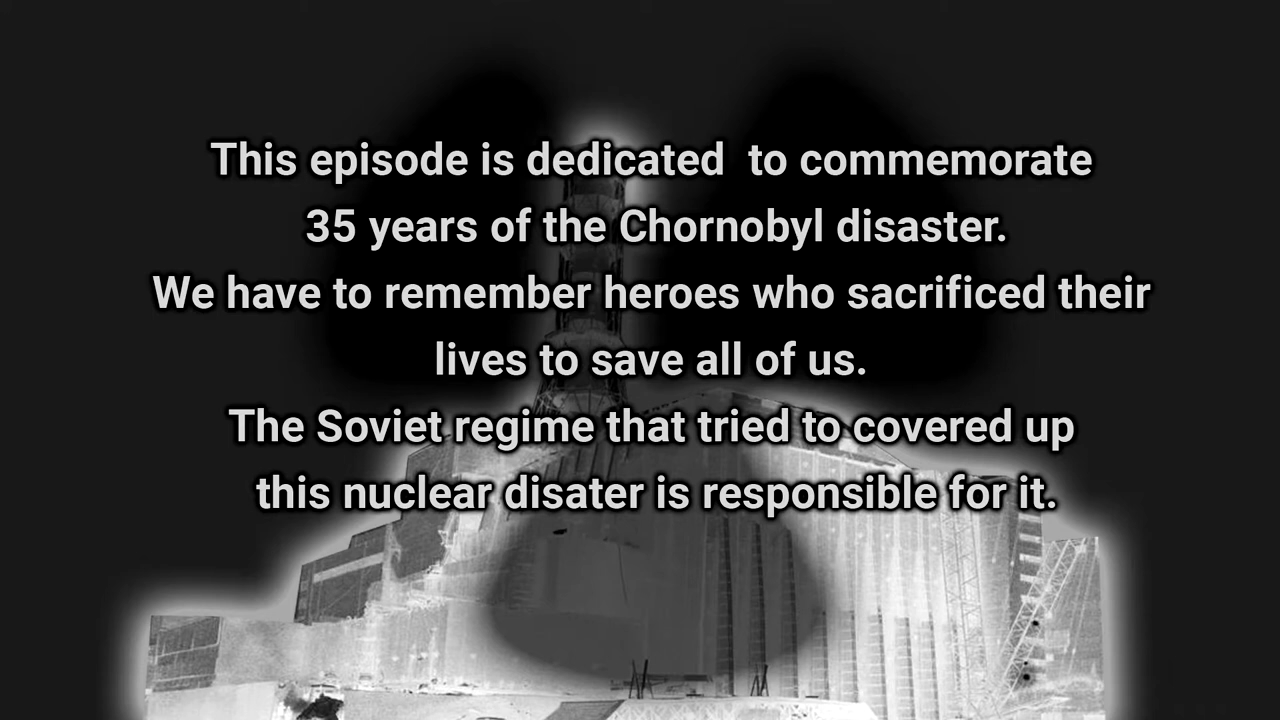 This episode is dedicated  to commemorate
35 years of the Chornobyl disaster.
We have to remember heroes who sacrificed their
lives to save all of us.
The Soviet regime that tried to covered up
this nuclear disater is responsible for it.